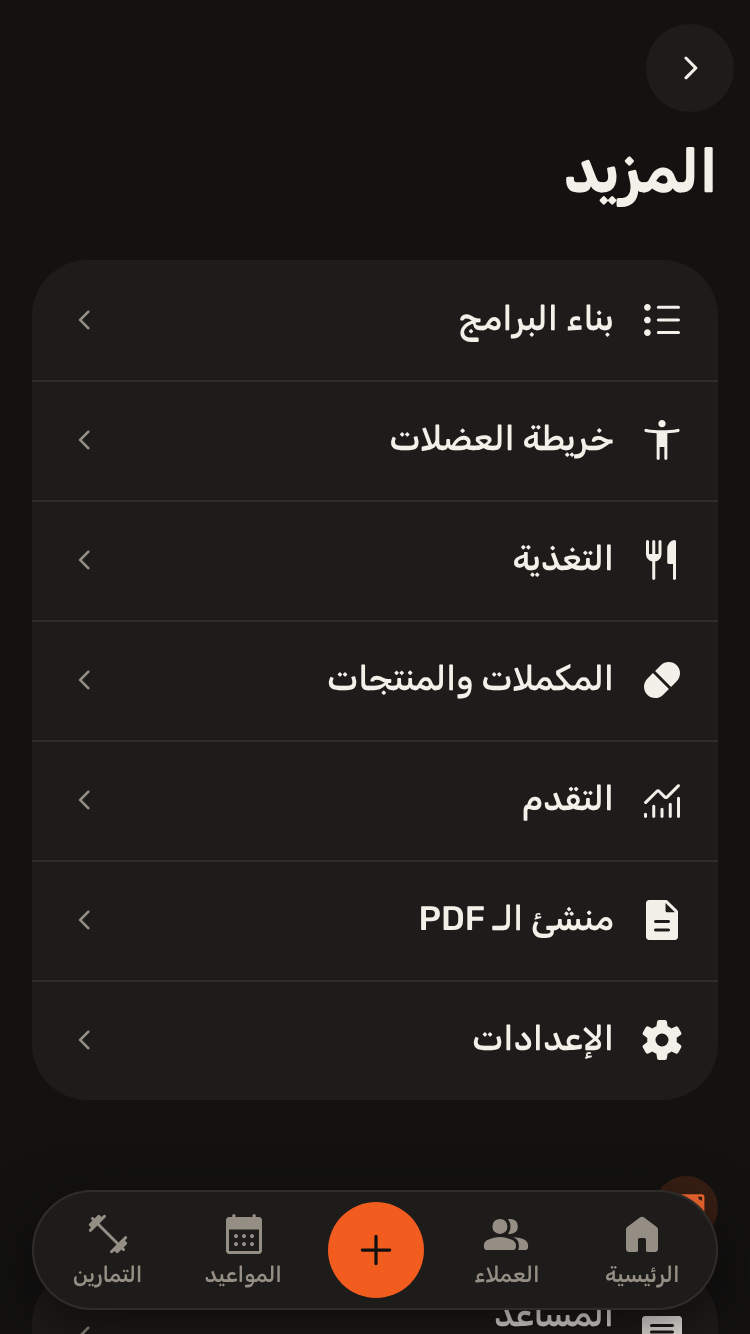 المزيد
بناء البرامج
خريطة العضلات
التغذية
المكملات والمنتجات
التقدم
منشئ الـ PDF
الإعدادات
الرئيسية
العملاء
المواعيد
التمارين
المساعد